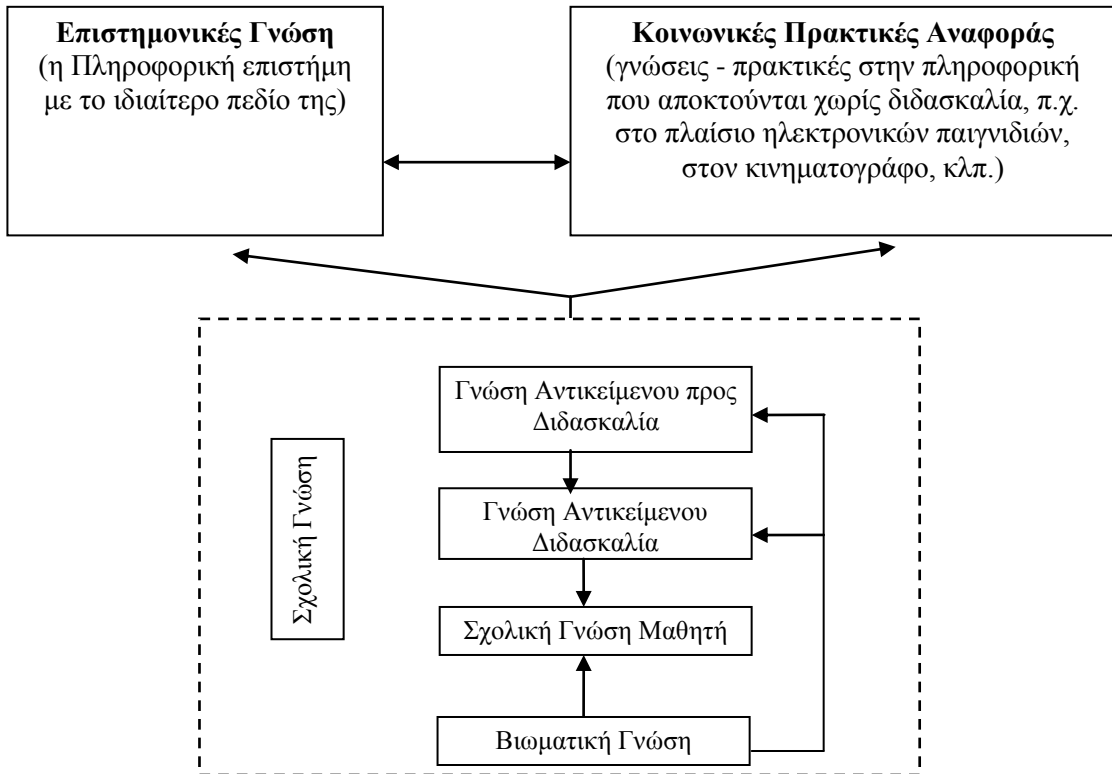 Επιστημονικές Γνώση
(η Πληροφορική επιστήμη
με το ιδιαίτερο πεδίο της)
Κοινωνικές Πρακτικές Αναφοράς
(γνώσεις - πρακτικές στην πληροφορική
που αποκτούνται χωρίς διδασκαλία, π.χ.
στο πλαίσιο ηλεκτρονικών παιγνιδιών,
στον κινηματογράφο, κλπ.)
Σχολική Γνώση
Γνώση Αντικείμενου προς
Διδασκαλία
Γνώση Αντικείμενου
Διδασκαλία
Σχολική Γνώση Μαθητή
Βιωματική Γνώση